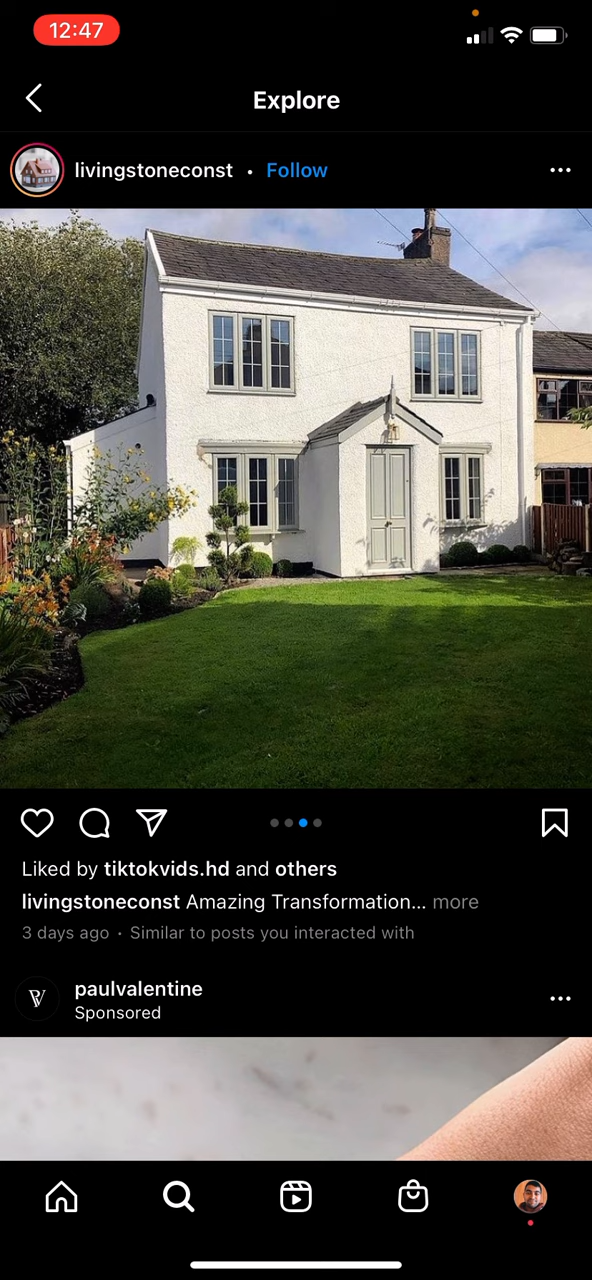 12:47
Explore
livingstoneconst • Follow
Liked by tiktokvids.hd and others
livingstoneconst Amazing Transformation... more
3 days ago · Similar to posts you interacted with
paulvalentine
Sponsored